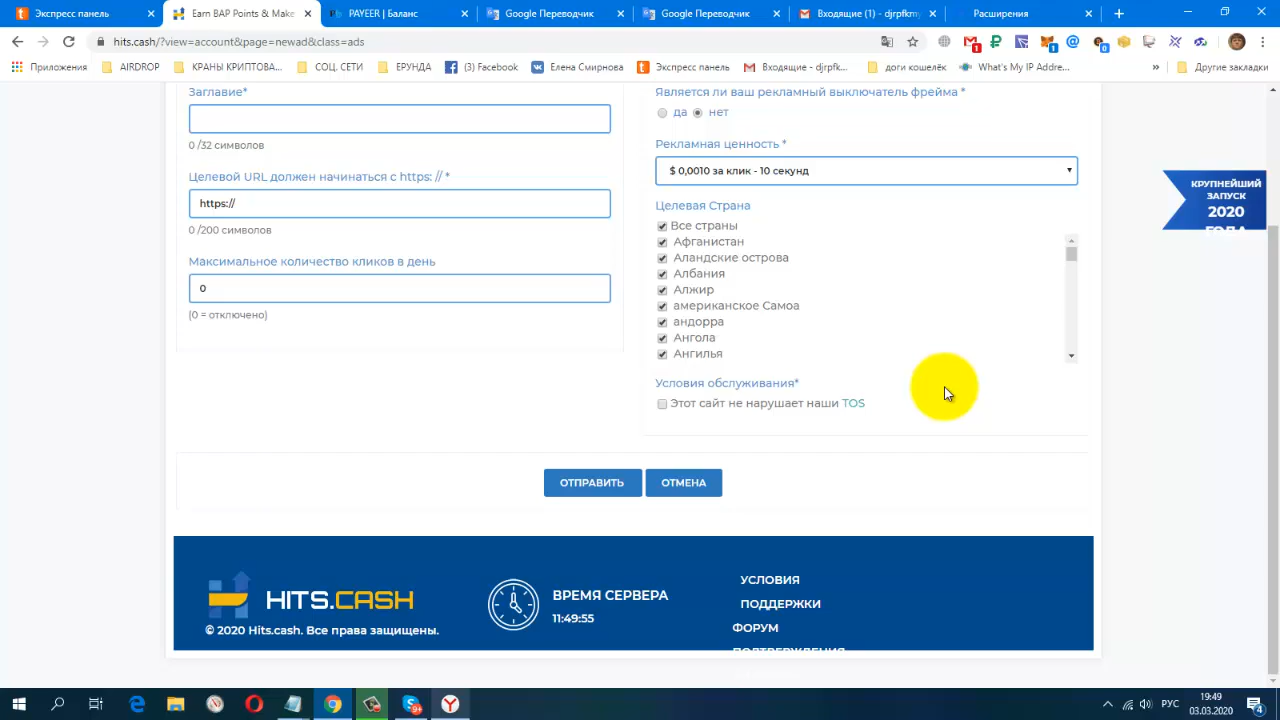 Экспресс панель
Earn BAP Points & Make
PAYEER | Баланс
Google Переводчик
Google Переводчик
Входящие (1) - djrpfkmy
Расширения
hits.cash/?view=account&page=newad&class=ads
Приложения
AIRDROP
КРАНЫ КРИПТОВА...
СОЦ. СЕТИ
ЕРУНДА
(3) Facebook
Елена Смирнова
Экспресс панель
Входящие - djrpfk...
доги кошелёк
What's My IP Addre...
Другие закладки
Заглавие*
0 /32 символов
Целевой URL должен начинаться с https: // *
https://
0 /200 символов
Максимальное количество кликов в день
0
(0 = отключено)
Является ли ваш рекламный выключатель фрейма *
да нет
Рекламная ценность *
$ 0,0010 за клик - 10 секунд
Целевая Страна
Все страны
Афганистан
Аландские острова
Албания
Алжир
американское Самоа
андорра
Ангола
Ангилья
Условия обслуживания*
Этот сайт не нарушает наши TOS
КРУПНЕЙШИЙ
ЗАПУСК
2020
ГОДА
ОТПРАВИТЬ
ОТМЕНА
HITS.CASH
© 2020 Hits.cash. Все права защищены.
ВРЕМЯ СЕРВЕРА
11:49:55
УСЛОВИЯ
ПОДДЕРЖКИ
ФОРУМ
ПОДТВЕРЖДЕНИЯ
РУС
19:49
03.03.2020